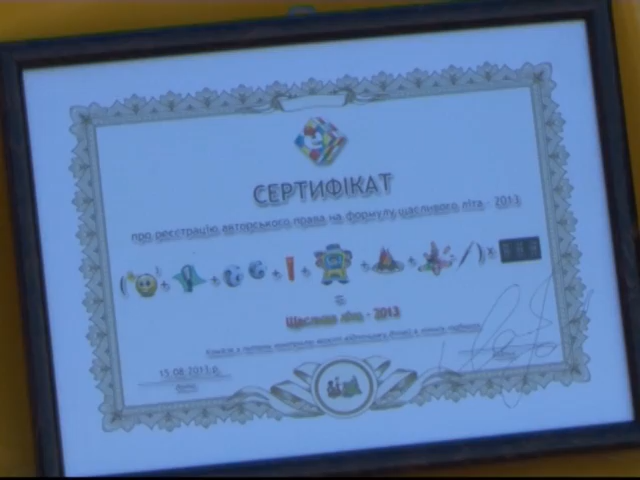 СЕРТИФІКАТ
про реєстрацію авторського права на формулу щасливого літа - 2013
=
Щасливе літо - 2013
15.08.2013 р.